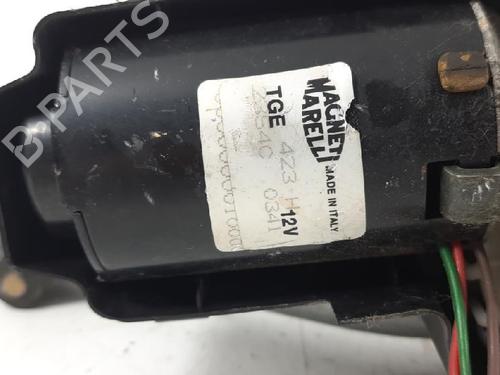 MAGNETI
MARELLI
MADE IN ITALY
TGE 423 H
12V
0341
B-PARTS